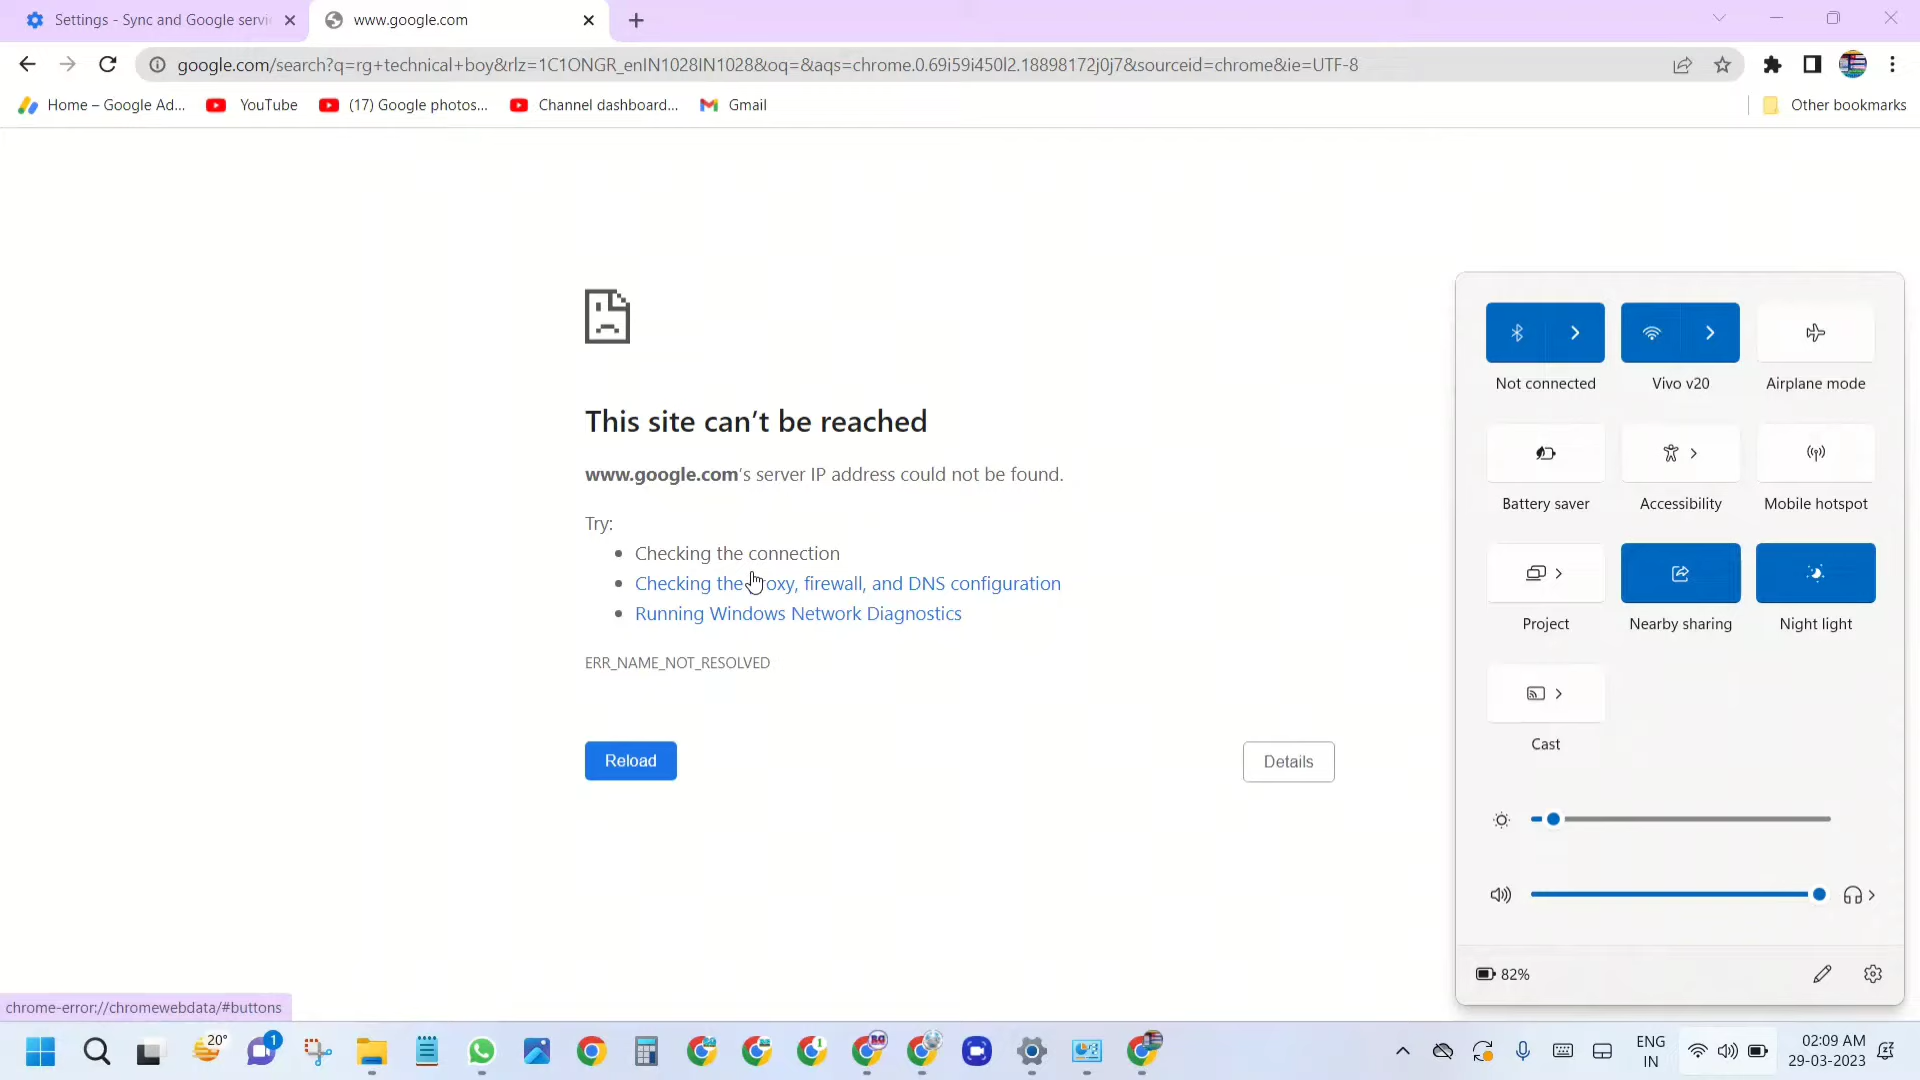 Settings - Sync and Google servi
www.google.com
google.com/search?q=rg+technical+boy&rlz=1C1ONGR_enIN1028IN1028&oq=&aqs=chrome.0.69i59i450l2.18898172j0j7&sourceid=chrome&ie=UTF-8
Home – Google Ad...
YouTube
(17) Google photos...
Channel dashboard...
Gmail
Other bookmarks
This site can't be reached
www.google.com's server IP address could not be found.
Try:
Checking the connection
Checking the proxy, firewall, and DNS configuration
Running Windows Network Diagnostics
ERR_NAME_NOT_RESOLVED
Reload
Details
Not connected
Vivo v20
Airplane mode
Battery saver
Accessibility
Mobile hotspot
Project
Nearby sharing
Night light
Cast
82%
chrome-error://chromewebdata/#buttons
20°
1
RG
1
ENG
IN
02:09 AM
29-03-2023